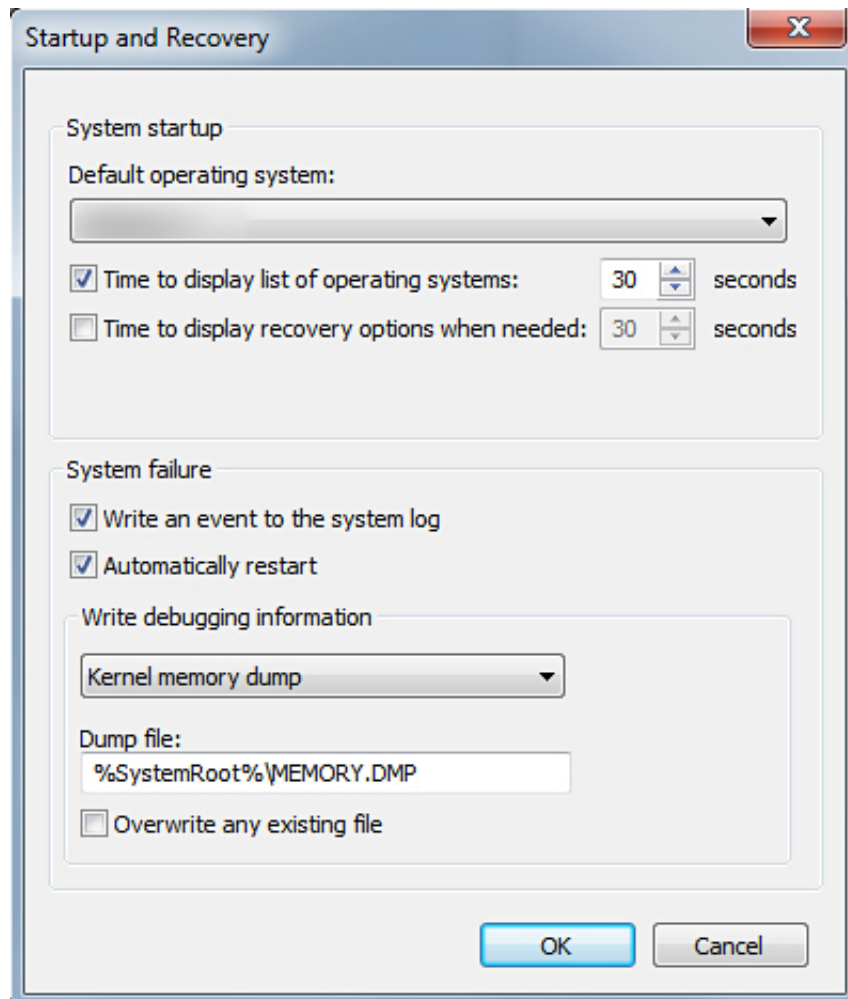 Startup and Recovery
System startup
Default operating system:
Time to display list of operating systems: 30 seconds
Time to display recovery options when needed: 30 seconds
System failure
Write an event to the system log
Automatically restart
Write debugging information
Kernel memory dump
Dump file:
%SystemRoot%\MEMORY.DMP
Overwrite any existing file
OK Cancel